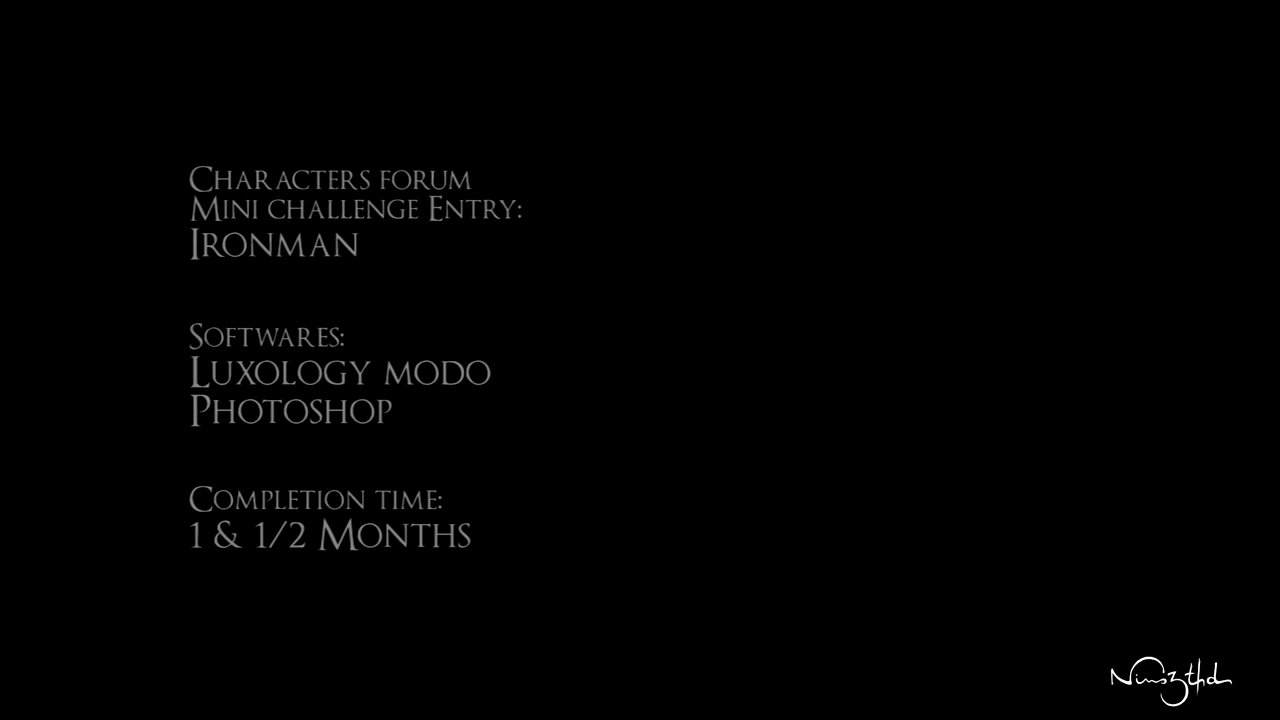 Characters forum
Mini challenge Entry:
Ironman
Softwares:
Luxology modo
Photoshop
Completion time:
1 & 1/2 Months